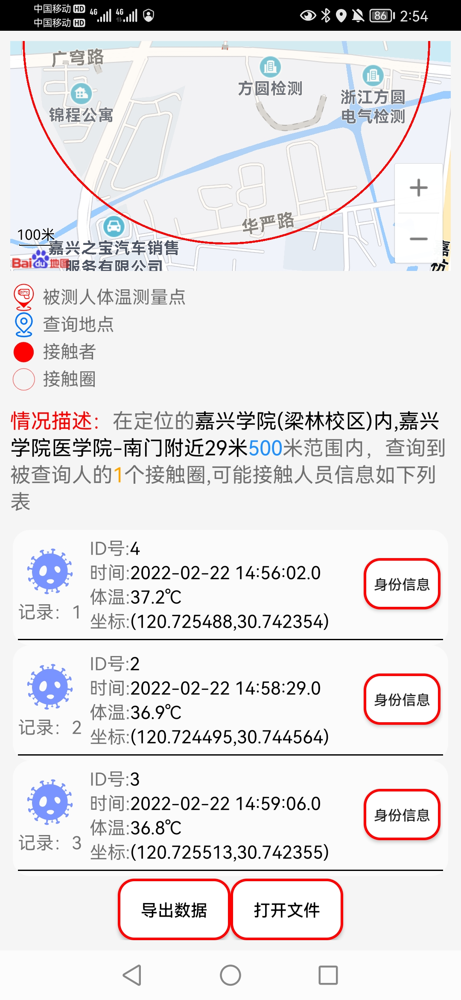 中国移动 HD 4G 4G 86 2:54
中国移动 HD
广穹路
方圆检测
浙江方圆
电气检测
锦程公寓
华严路
100米
嘉兴之宝汽车销售
服务有限公司
Bai du 地图
嘉
杭
37℃
被测人体温测量点
查询地点
接触者
接触圈
情况描述：在定位的嘉兴学院(梁林校区)内,嘉兴
学院医学院-南门附近29米500米范围内，查询到
被查询人的1个接触圈,可能接触人员信息如下列
表
ID号:4
时间:2022-02-22 14:56:02.0
体温:37.2℃
坐标:(120.725488,30.742354)
记录：1
身份信息
ID号:2
时间:2022-02-22 14:58:29.0
体温:36.9℃
坐标:(120.724495,30.744564)
记录：2
身份信息
ID号:3
时间:2022-02-22 14:59:06.0
体温:36.8℃
坐标:(120.725513,30.742355)
记录：3
身份信息
导出数据 打开文件